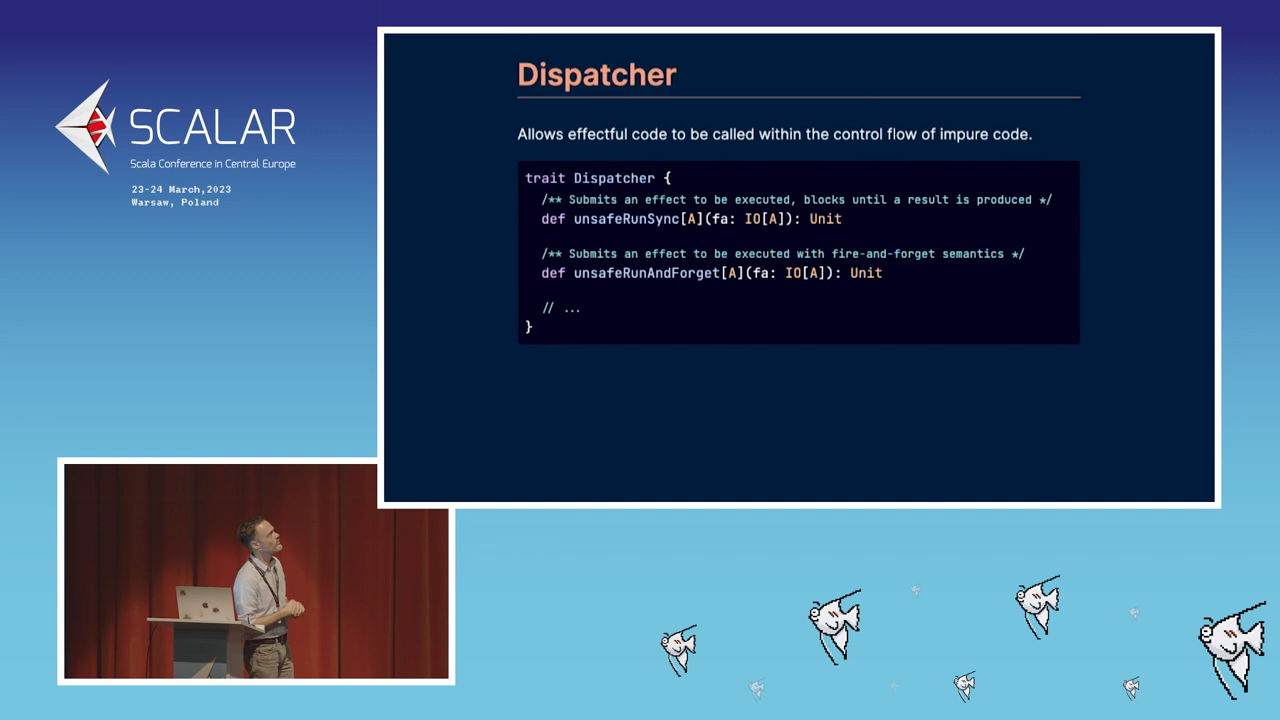 SCALAR
Scala Conference in Central Europe
23-24 March,2023
Warsaw, Poland
Dispatcher
Allows effectful code to be called within the control flow of impure code.
trait Dispatcher {
/** Submits an effect to be executed, blocks until a result is produced */
def unsafeRunSync[A](fa: IO[A]): Unit
/** Submits an effect to be executed with fire-and-forget semantics */
def unsafeRunAndForget[A](fa: IO[A]): Unit
// ...
}